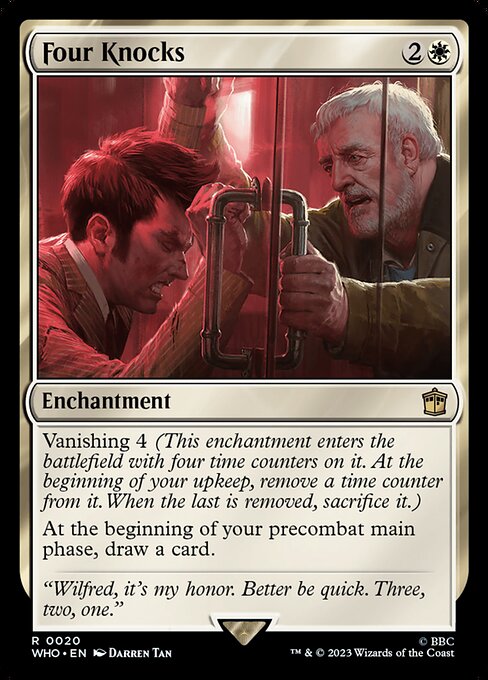 Four Knocks
2
Enchantment
Vanishing 4 (This enchantment enters the
battlefield with four time counters on it. At the
beginning of your upkeep, remove a time counter
from it. When the last is removed, sacrifice it.)
At the beginning of your precombat main
phase, draw a card.
“Wilfred, it’s my honor. Better be quick. Three,
two, one.”
R 0020
WHO • EN Darren Tan
© BBC
™ & © 2023 Wizards of the Coast